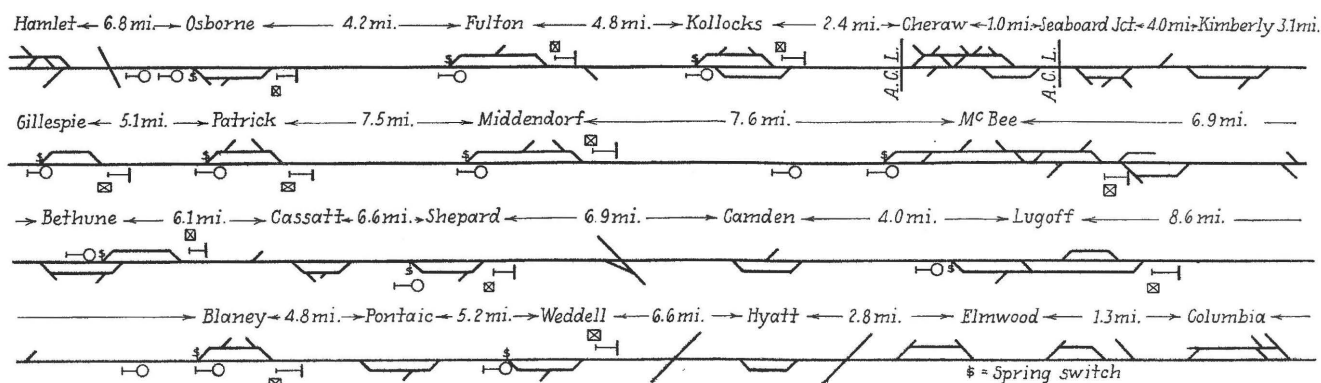 Hamlet 6.8 mi. Osborne 4.2 mi. Fulton 4.8 mi. Kollocks 2.4 mi. Cheraw 1.0 mi. Seaboard Jct. 4.0 mi. Kimberly 3.1 mi.
$ $ $ A.C.L. A.C.L.
Gillespie 5.1 mi. Patrick 7.5 mi. Middendorf 7.6 mi. McBee 6.9 mi.
$ $ $ $
Bethune 6.1 mi. Cassatt 6.6 mi. Shepard 6.9 mi. Camden 4.0 mi. Lugoff 8.6 mi.
$ $ $
Blaney 4.8 mi. Pontaic 5.2 mi. Weddell 6.6 mi. Hyatt 2.8 mi. Elmwood 1.3 mi. Columbia
$ $
$ = Spring switch